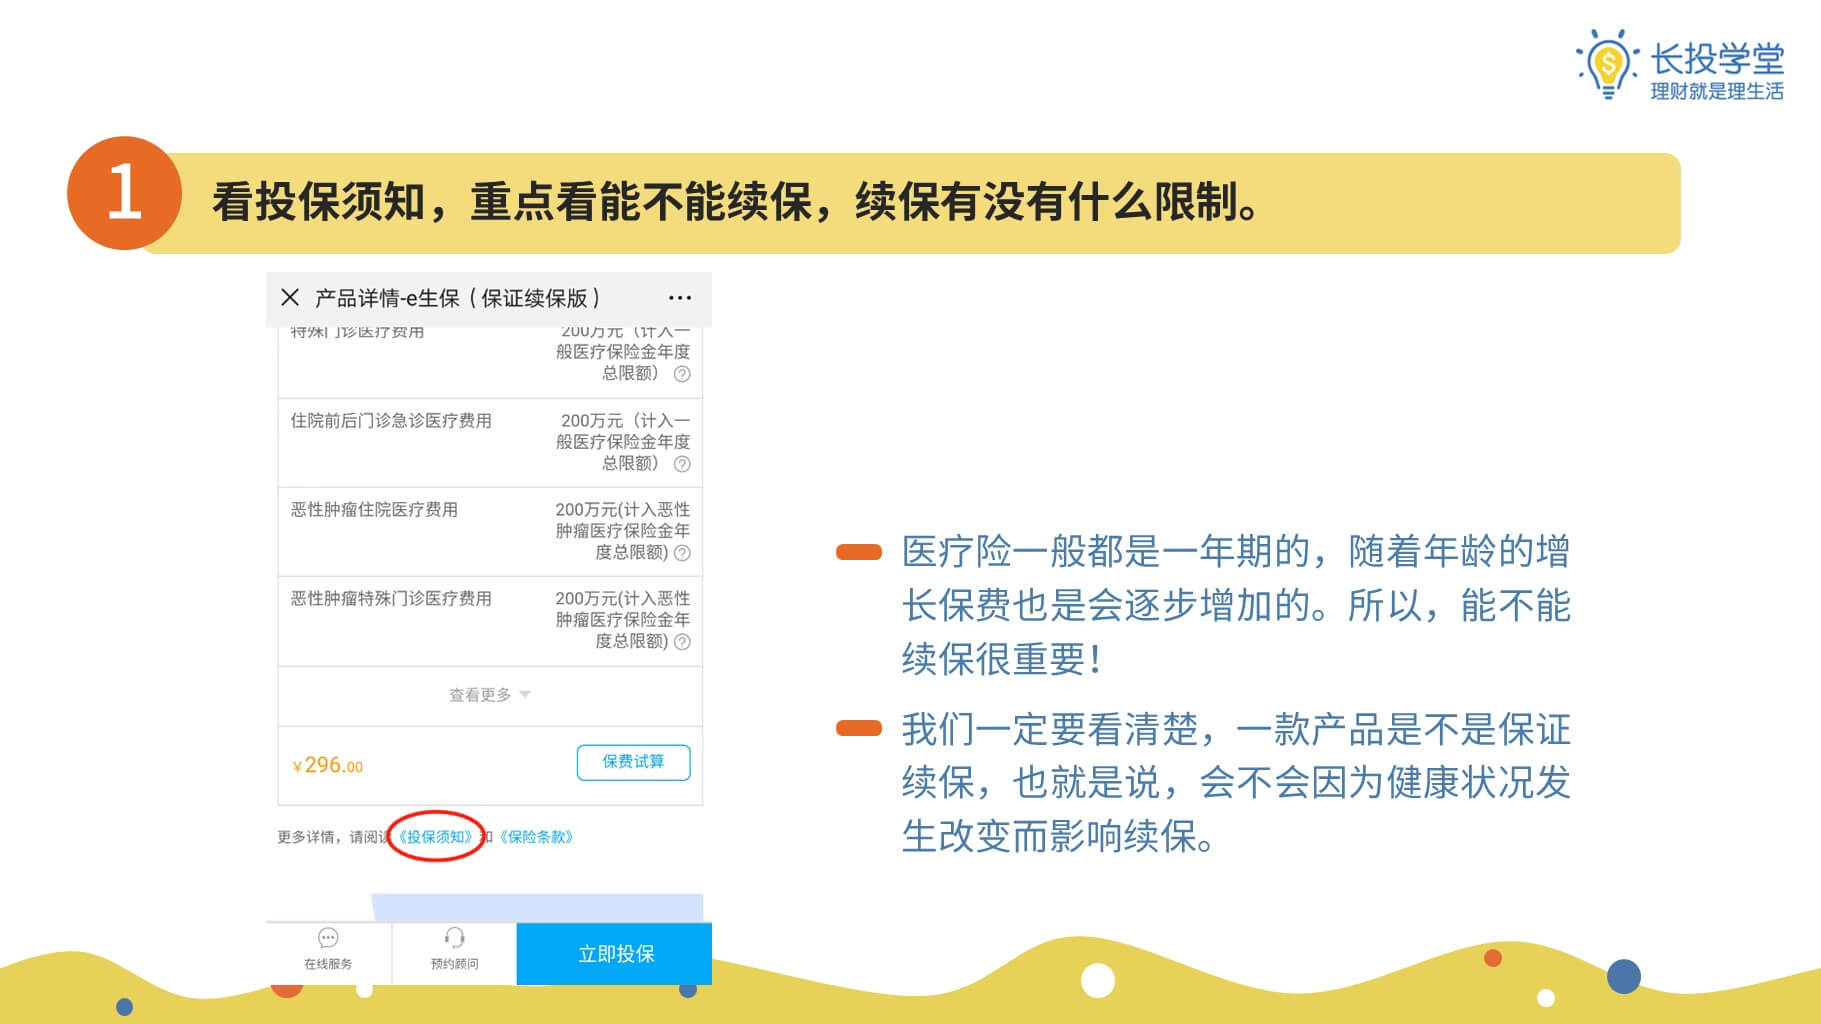 长投学堂
理财就是理生活
1
看投保须知，重点看能不能续保，续保有没有什么限制。
产品详情-e生保（保证续保版）
特殊门诊医疗费用
200万元（计入一
般医疗保险金年度
总限额）
住院前后门诊急诊医疗费用
200万元（计入一
般医疗保险金年度
总限额）
恶性肿瘤住院医疗费用
200万元(计入恶性
肿瘤医疗保险金年
度总限额)
恶性肿瘤特殊门诊医疗费用
200万元(计入恶性
肿瘤医疗保险金年
度总限额)
查看更多
￥296.00
保费试算
更多详情，请阅读《投保须知》和《保险条款》
在线服务
预约顾问
立即投保
医疗险一般都是一年期的，随着年龄的增
长保费也是会逐步增加的。所以，能不能
续保很重要！
我们一定要看清楚，一款产品是不是保证
续保，也就是说，会不会因为健康状况发
生改变而影响续保。